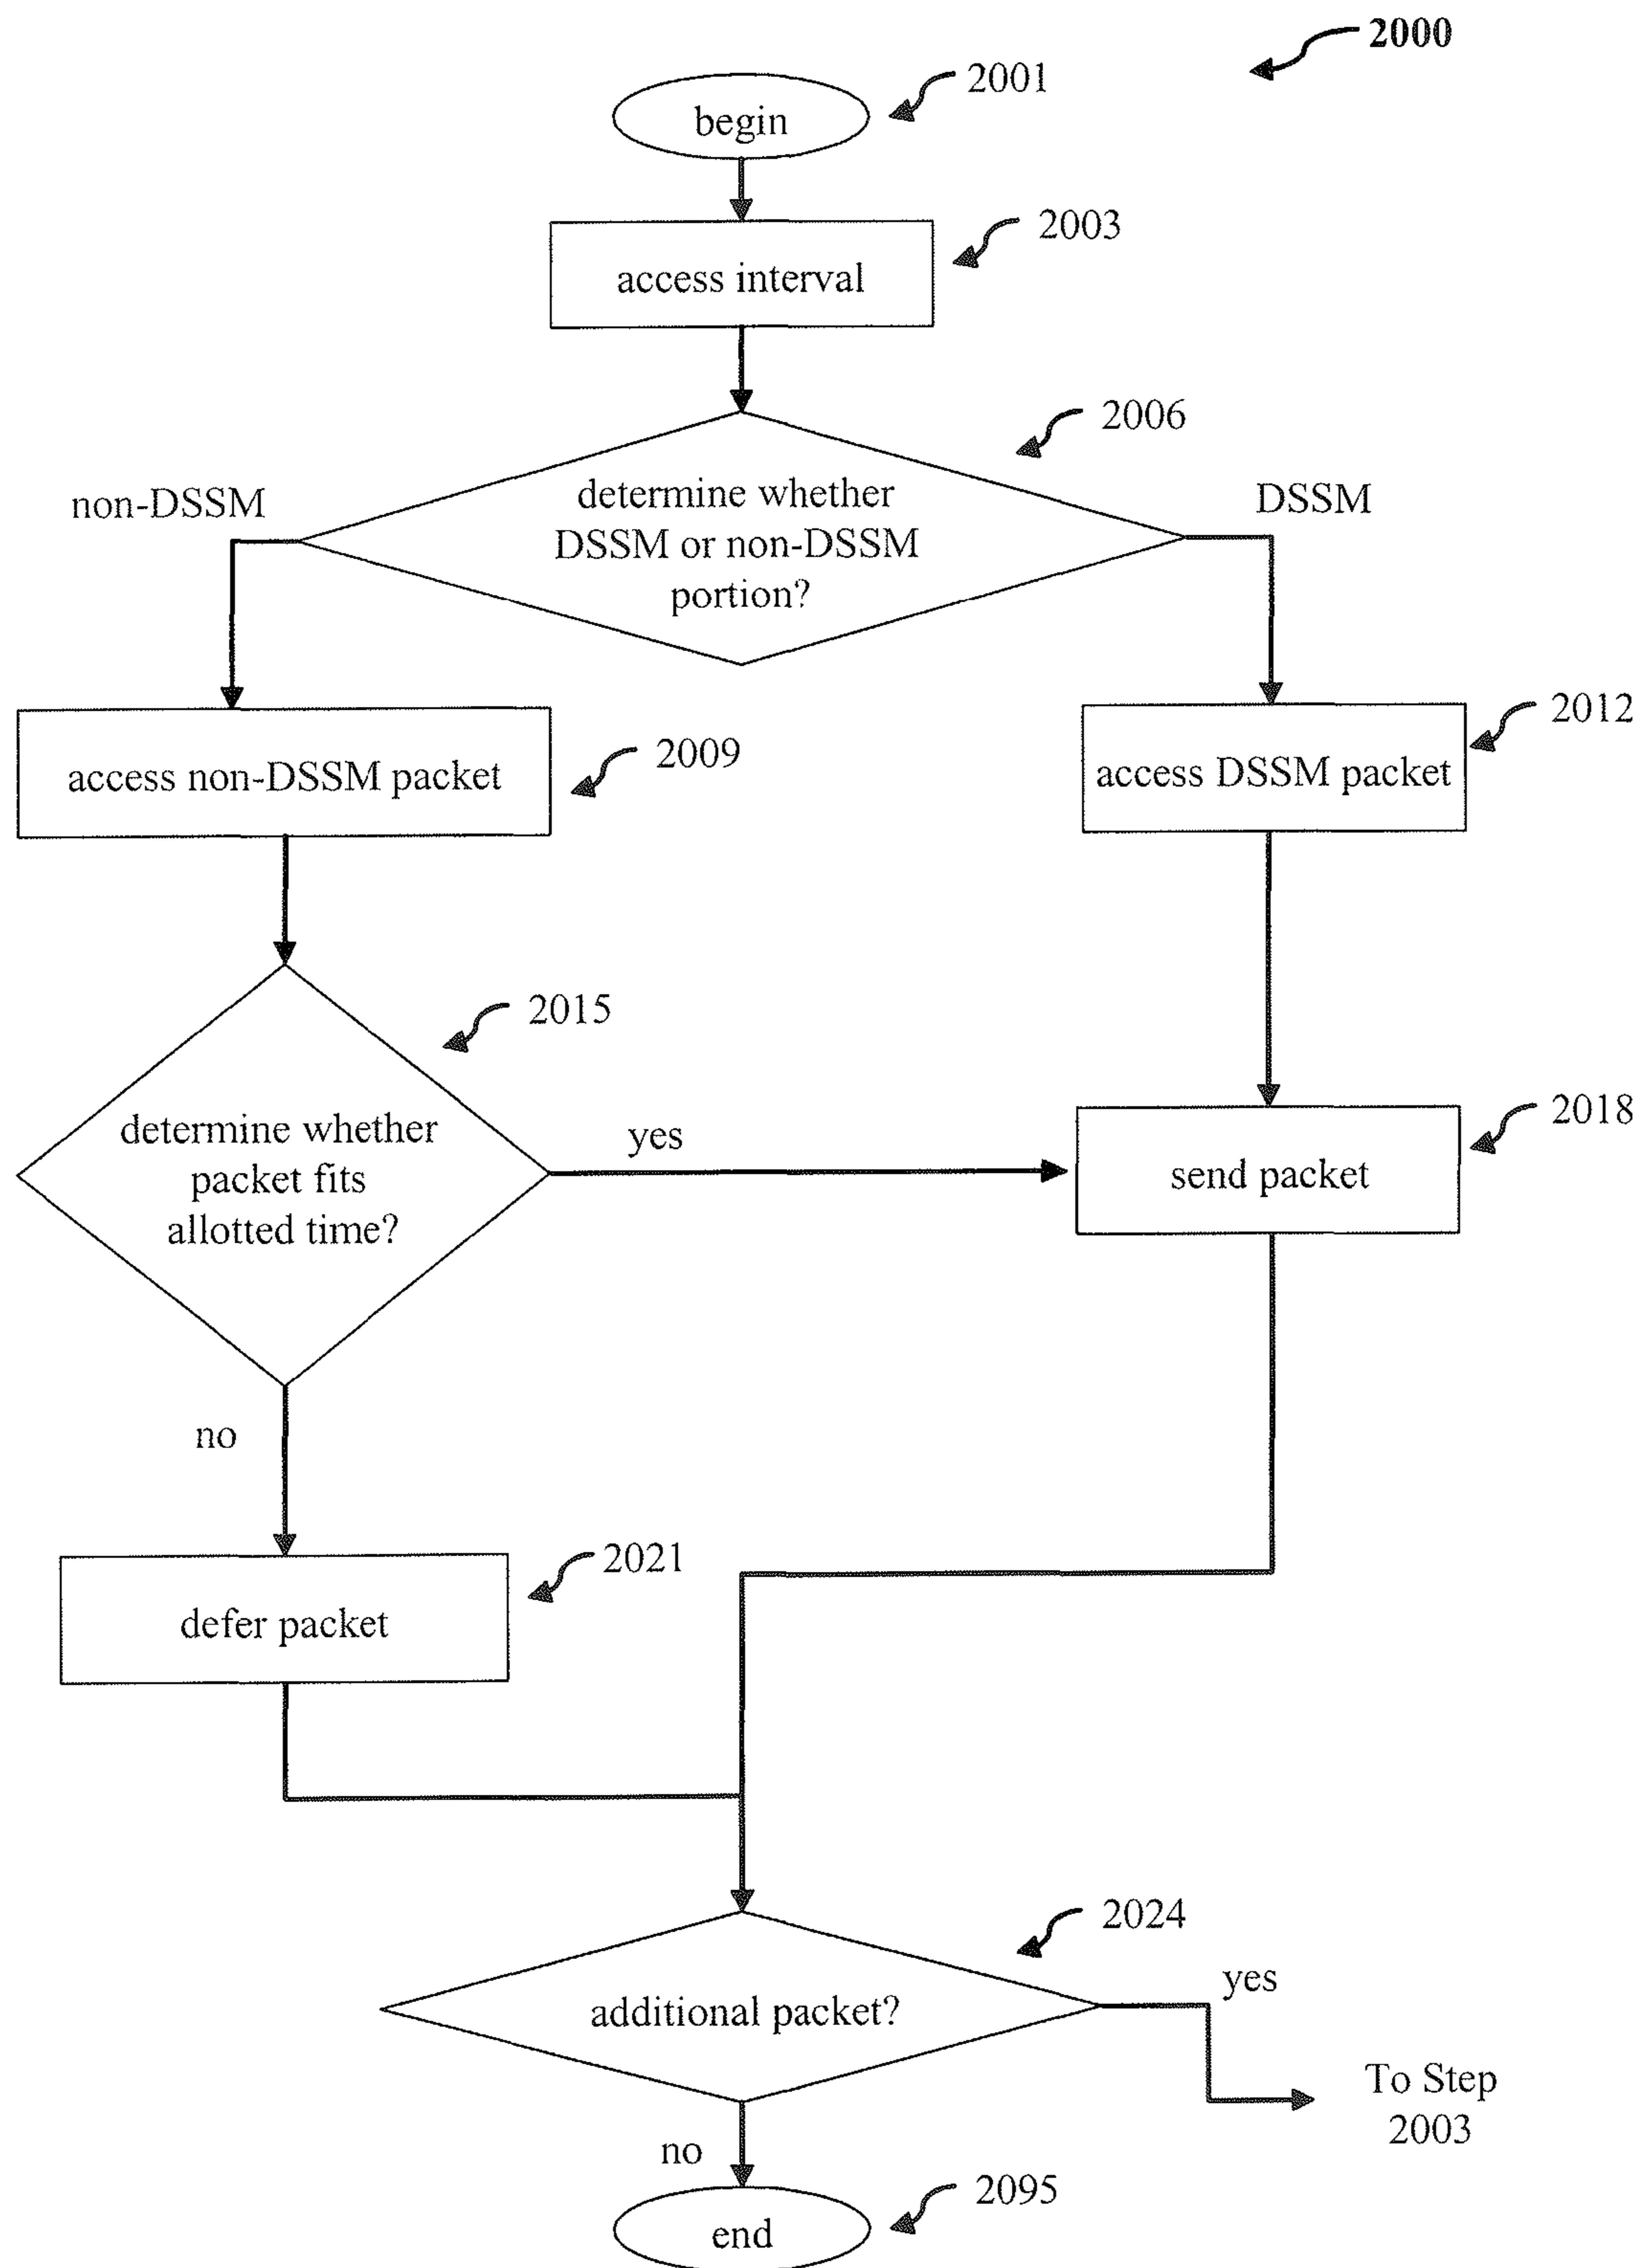 2000
2001
begin
2003
access interval
2006
non-DSSM
determine whether
DSSM or non-DSSM
portion?
DSSM
2009
access non-DSSM packet
2012
access DSSM packet
2015
determine whether
packet fits
allotted time?
yes
2018
send packet
no
2021
defer packet
2024
additional packet?
yes
To Step
2003
no
2095
end